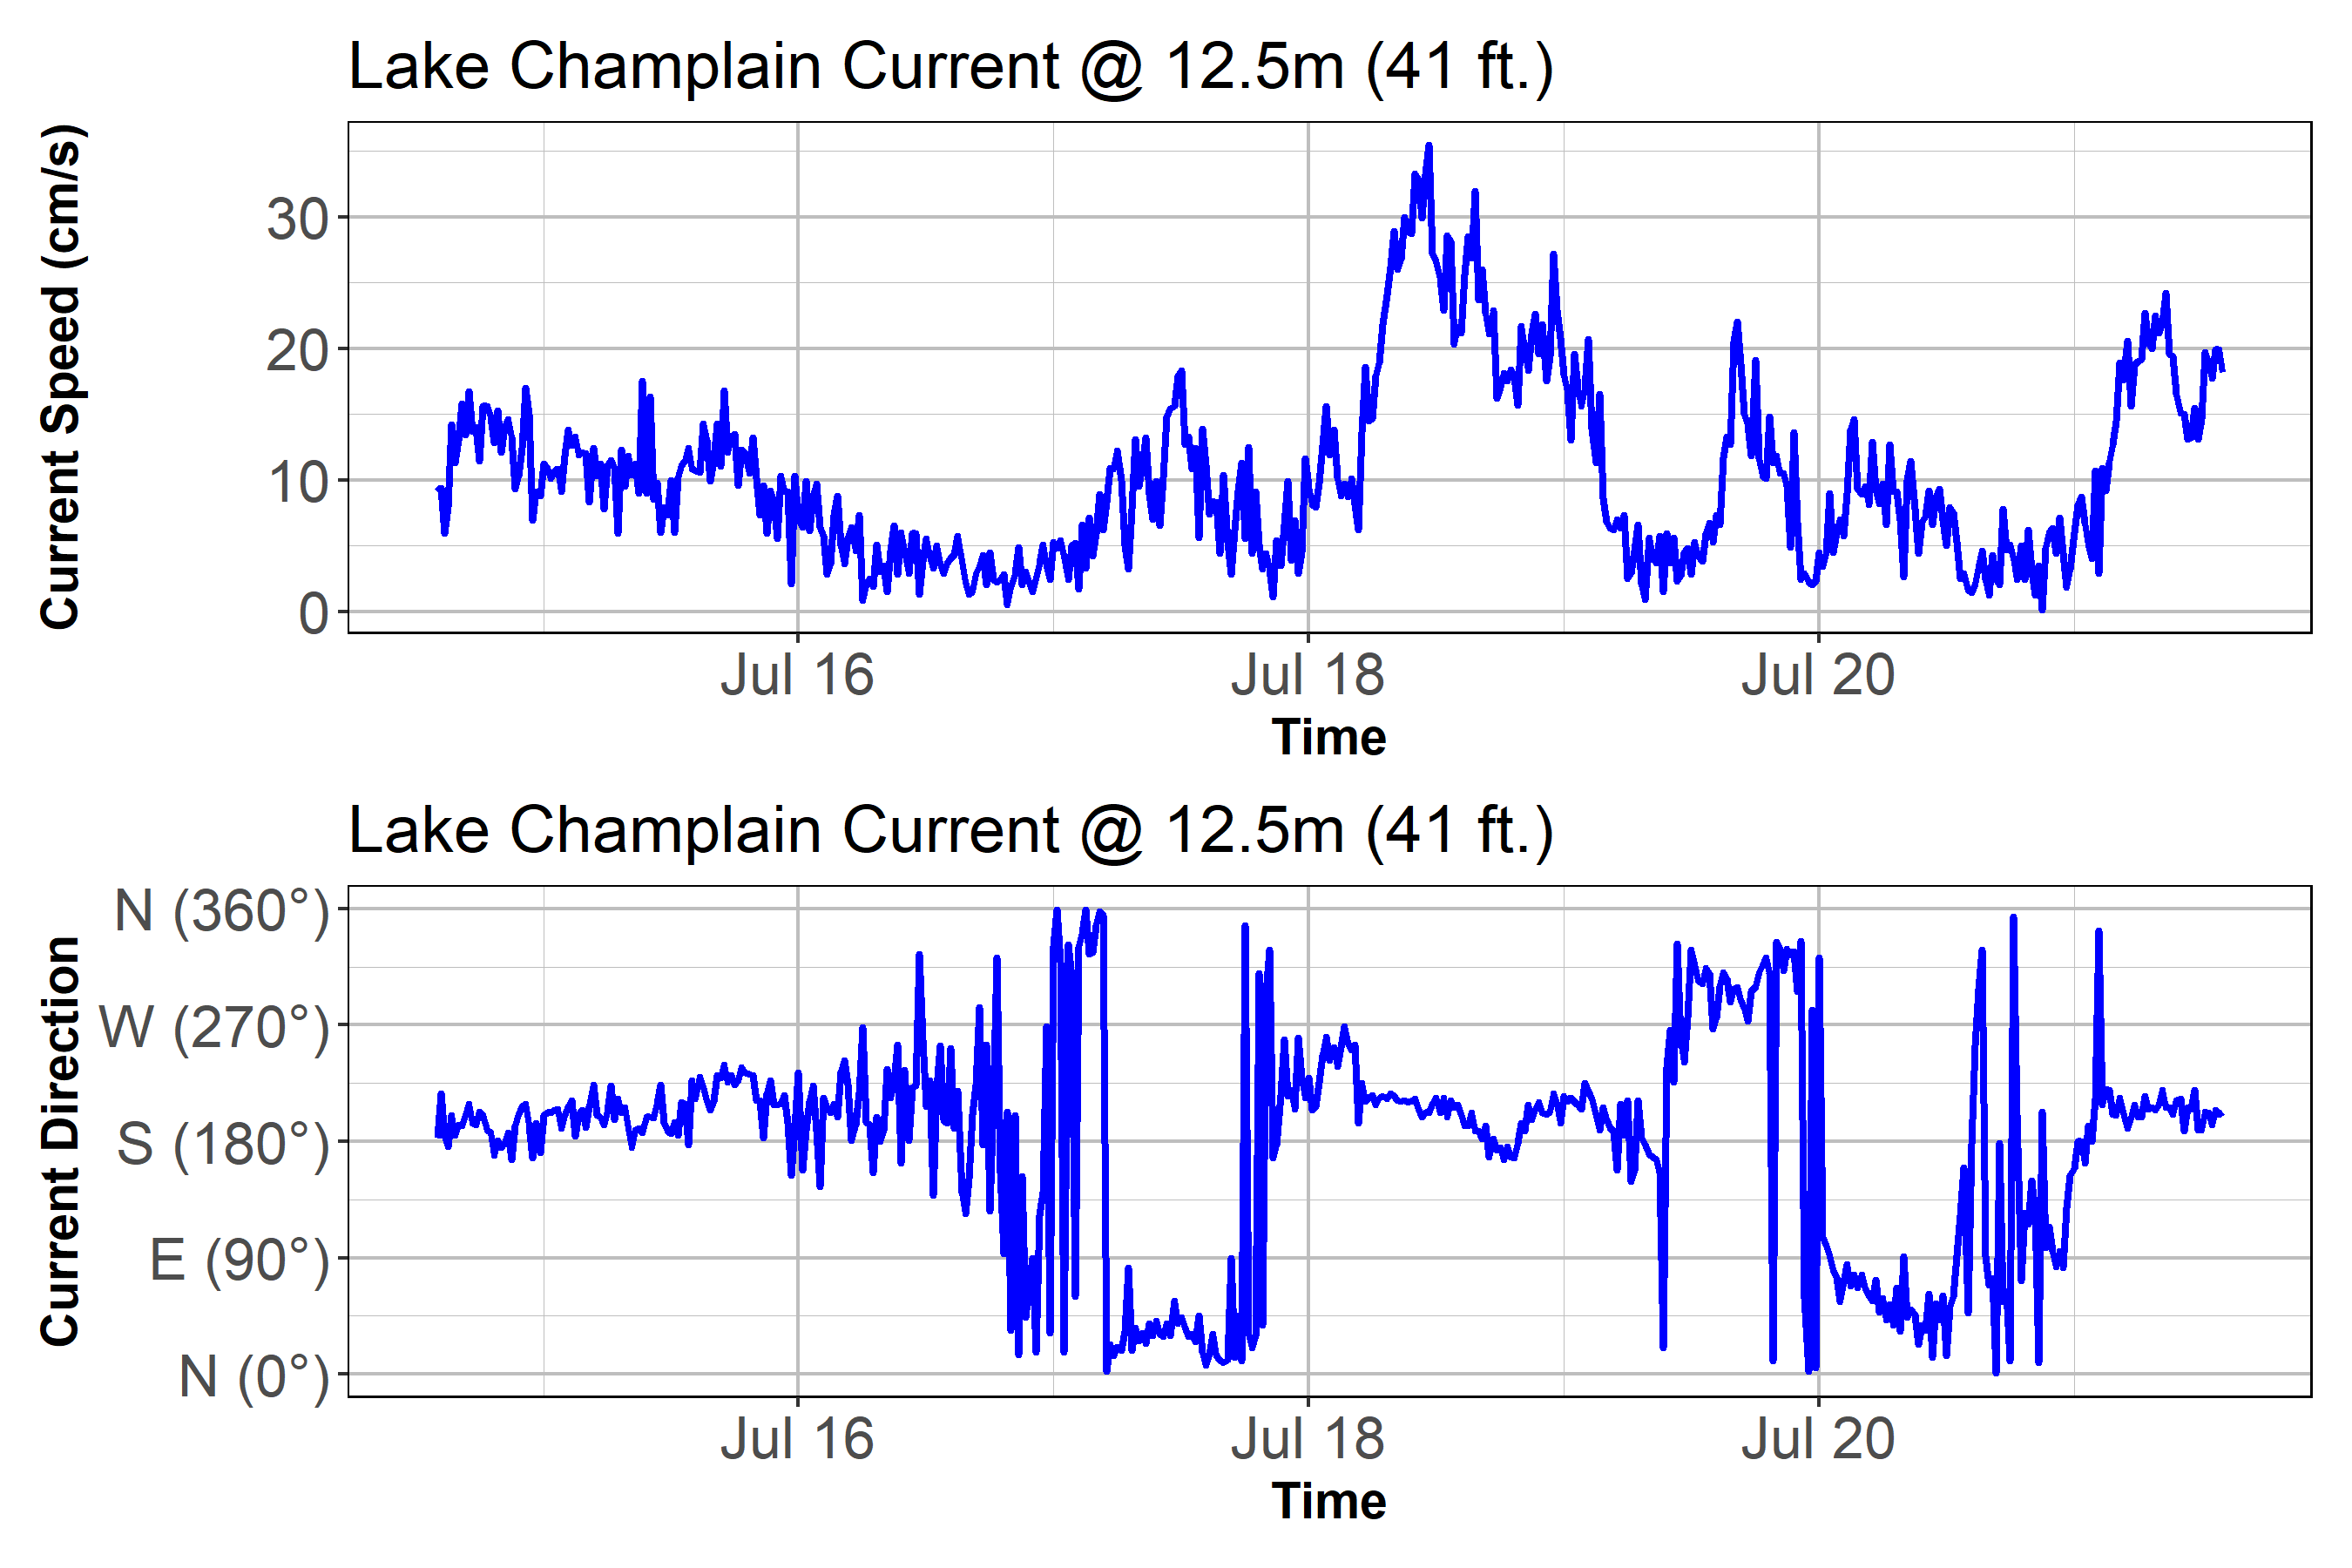 Lake Champlain Current @ 12.5m (41 ft.)
Current Speed (cm/s)
30
20
10
0
Jul 16
Jul 18
Jul 20
Time
Lake Champlain Current @ 12.5m (41 ft.)
Current Direction
N (360°)
W (270°)
S (180°)
E (90°)
N (0°)
Jul 16
Jul 18
Jul 20
Time